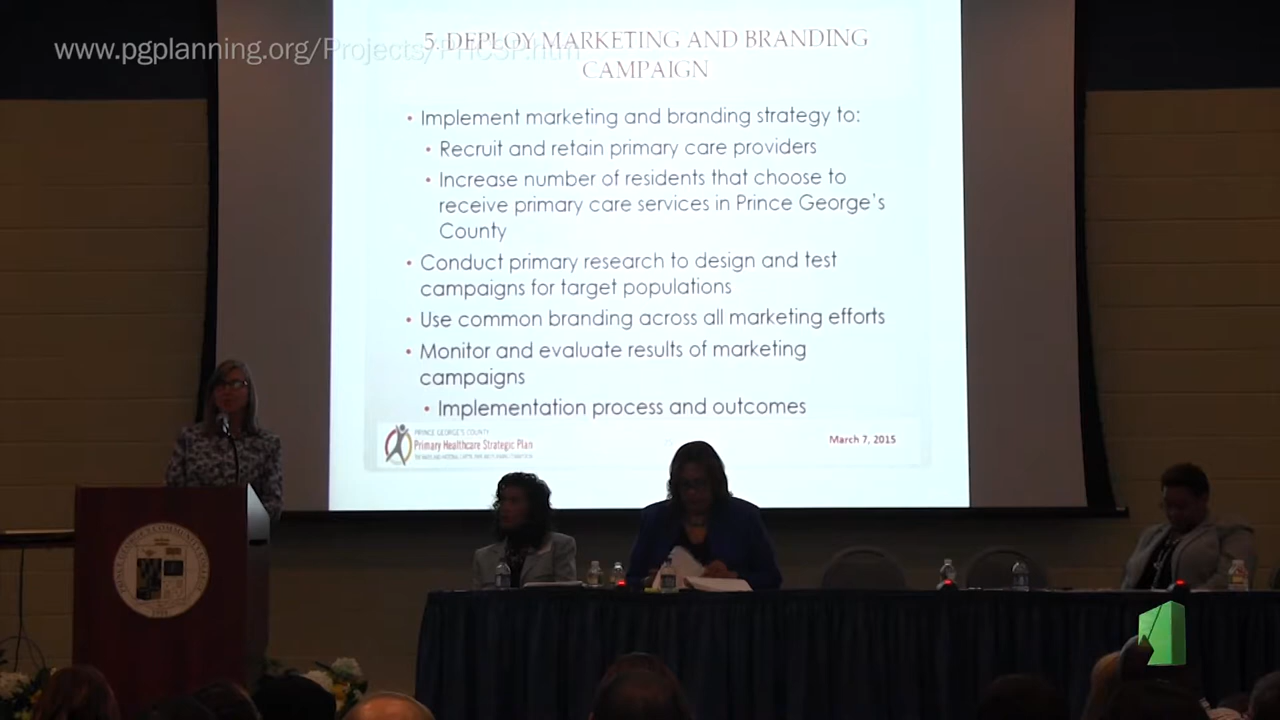 www.pgplanning.org/Projects/PHCSP.htm
5. DEPLOY MARKETING AND BRANDING
CAMPAIGN
• Implement marketing and branding strategy to:
• Recruit and retain primary care providers
• Increase number of residents that choose to
receive primary care services in Prince George's
County
• Conduct primary research to design and test
campaigns for target populations
• Use common branding across all marketing efforts
• Monitor and evaluate results of marketing
campaigns
• Implementation process and outcomes
PRINCE GEORGE'S COUNTY
Primary Healthcare Strategic Plan
March 7, 2015